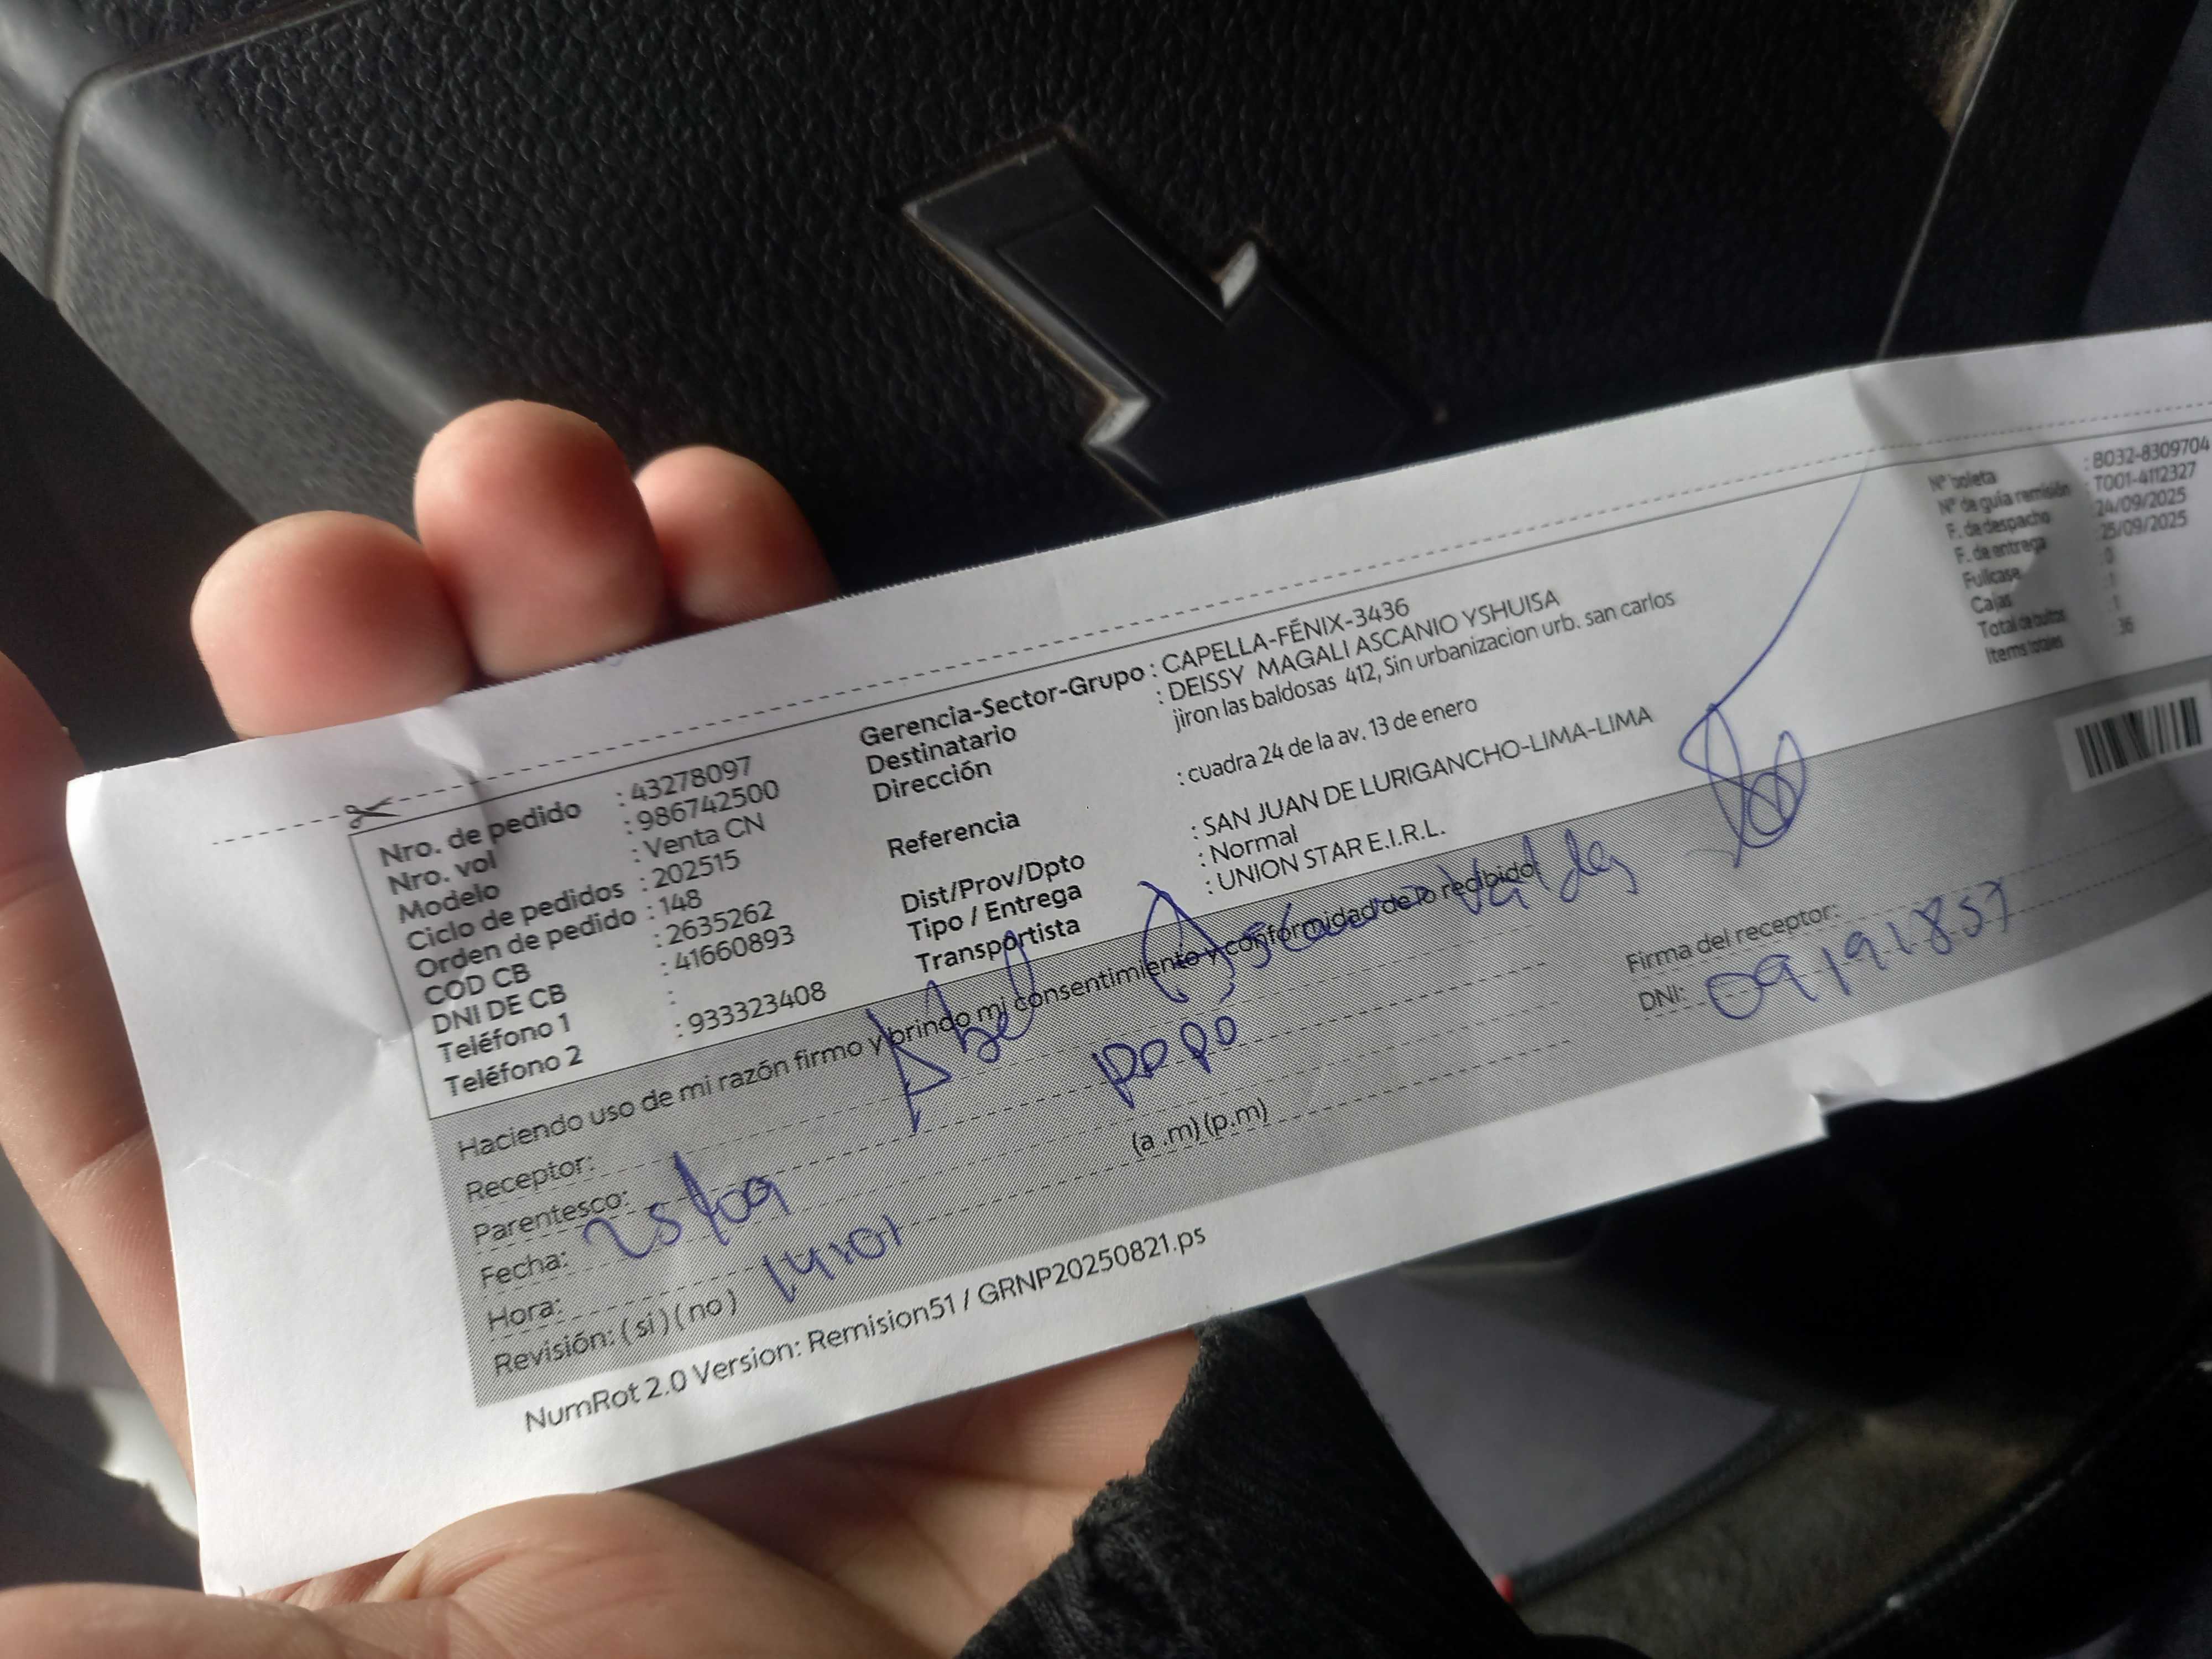 Nro. de pedido : 43278097
Nro. vol : 986742500
Modelo : Venta CN
Ciclo de pedidos : 202515
Orden de pedido : 148
COD CB : 2635262
DNI DE CB : 41660893
Teléfono 1 :
Teléfono 2 : 933323408
Gerencia-Sector-Grupo : CAPELLA-FÉNIX-3436
Destinatario : DEISSY MAGALI ASCANIO YSHUISA
Dirección jiron las baldosas 412, Sin urbanizacion urb. san carlos
Referencia : cuadra 24 de la av. 13 de enero
Dist/Prov/Dpto : SAN JUAN DE LURIGANCHO-LIMA-LIMA
Tipo / Entrega : Normal
Transportista : UNION STAR E.I.R.L.
N° boleta : B032-8309704
N° de guía remisión : T001-4112327
F. de despacho : 24/09/2025
F. de entrega : 25/09/2025
Fullcase : 0
Cajas : 1
Total de bultos : 1
Items totales : 36
Haciendo uso de mi razón firmo y brindo mi consentimiento y conformidad de lo recibido
Receptor: Abel
Parentesco: papá
Fecha: 25/09
Hora: 14:01 (a .m) (p.m)
Revisión: ( si ) ( no )
Firma del receptor:
DNI:
NumRot 2.0 Version: Remision51 / GRNP20250821.ps